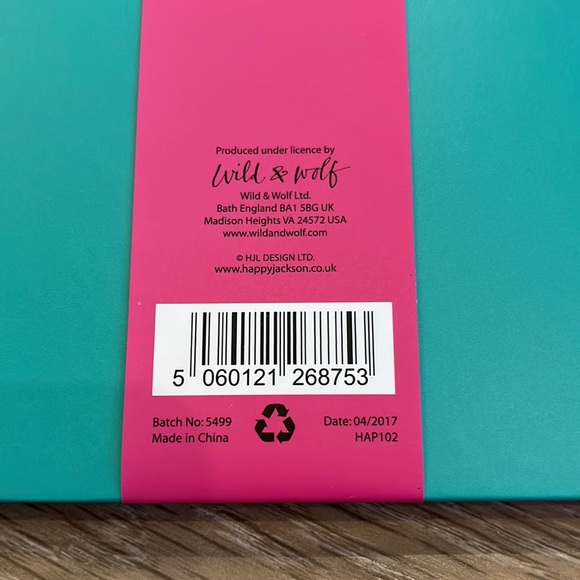 Produced under licence by
Wild & Wolf
Wild & Wolf Ltd.
Bath England BA1 5BG UK
Madison Heights VA 24572 USA
www.wildandwolf.com
© HJL DESIGN LTD.
www.happyjackson.co.uk
5 060121 268753
Batch No: 5499
Made in China
Date: 04/2017
HAP102